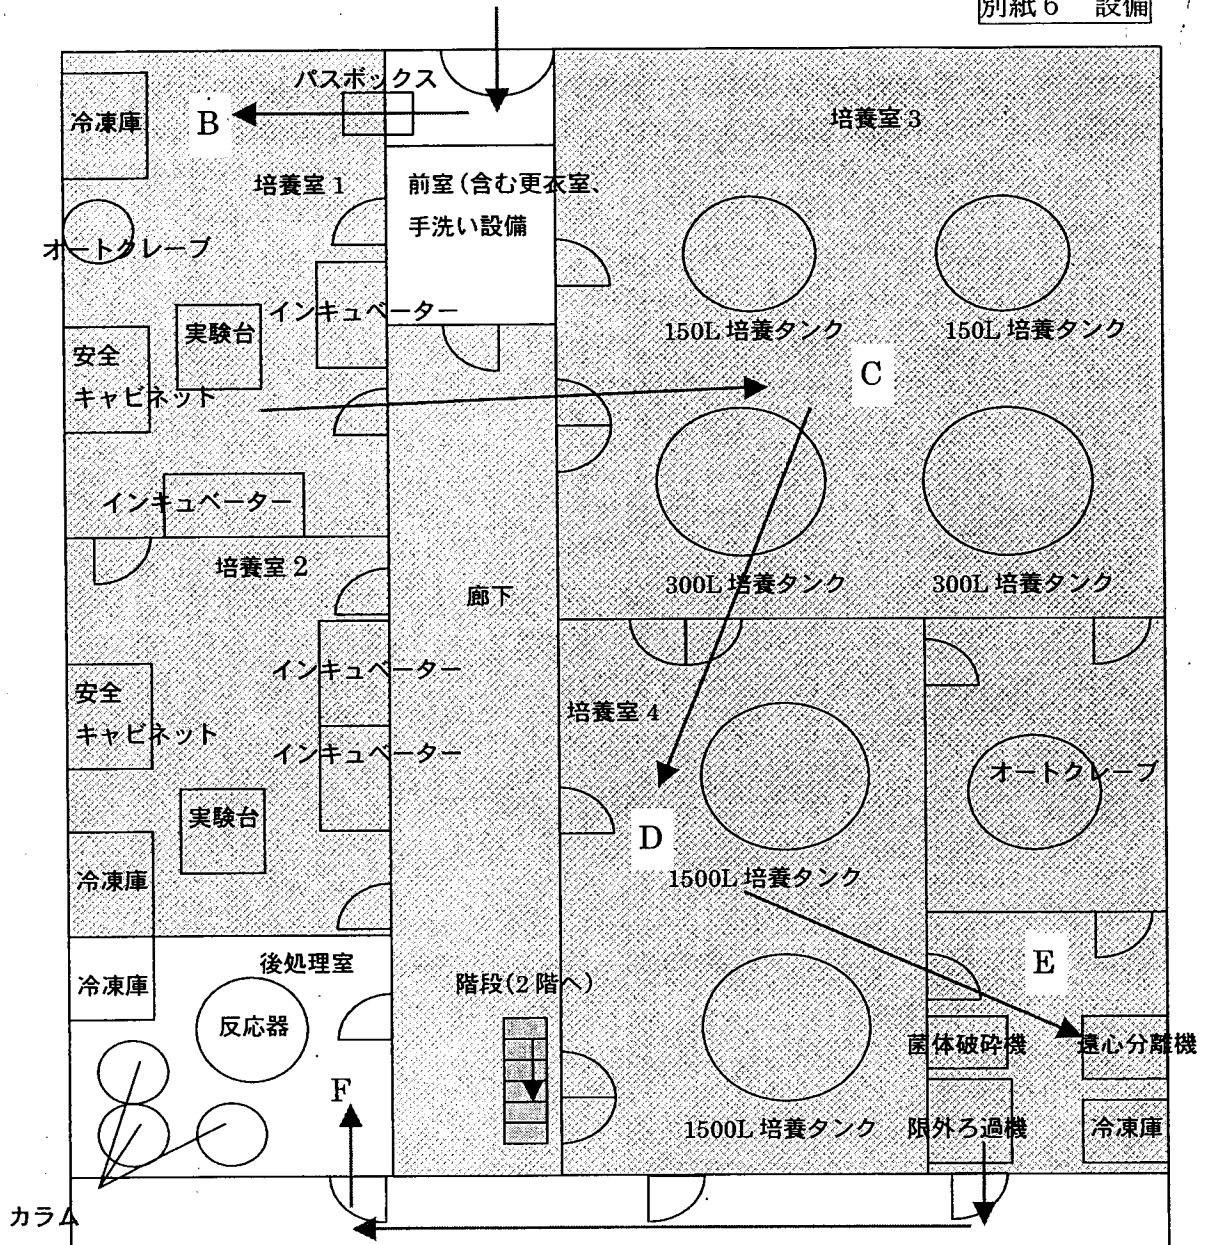 別紙6 設備
パスボックス
冷凍庫
B
培養室3
培養室1
前室(含む更衣室、
手洗い設備
オートクレーブ
インキュベーター
実験台
安全
キャビネット
150L 培養タンク
150L 培養タンク
C
インキュベーター
培養室2
廊下
300L 培養タンク
300L 培養タンク
インキュベーター
安全
キャビネット
インキュベーター
培養室4
オートクレーブ
実験台
D
冷凍庫
1500L 培養タンク
後処理室
E
冷凍庫
階段(2階へ)
反応器
菌体破砕機
遠心分離機
F
1500L 培養タンク
限外ろ過機
冷凍庫
カラム